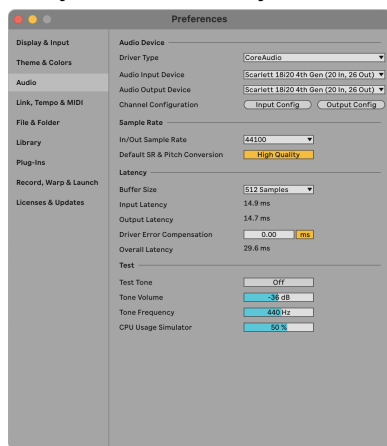 Preferences
Display & Input
Theme & Colors
Audio
Link, Tempo & MIDI
File & Folder
Library
Plug-Ins
Record, Warp & Launch
Licenses & Updates
Audio Device
Driver Type CoreAudio
Audio Input Device Scarlett 18i20 4th Gen (20 In, 26 Out)
Audio Output Device Scarlett 18i20 4th Gen (20 In, 26 Out)
Channel Configuration Input Config Output Config
Sample Rate
In/Out Sample Rate 44100
Default SR & Pitch Conversion High Quality
Latency
Buffer Size 512 Samples
Input Latency 14.9 ms
Output Latency 14.7 ms
Driver Error Compensation 0.00 ms
Overall Latency 29.6 ms
Test
Test Tone Off
Tone Volume -36 dB
Tone Frequency 440 Hz
CPU Usage Simulator 50 %